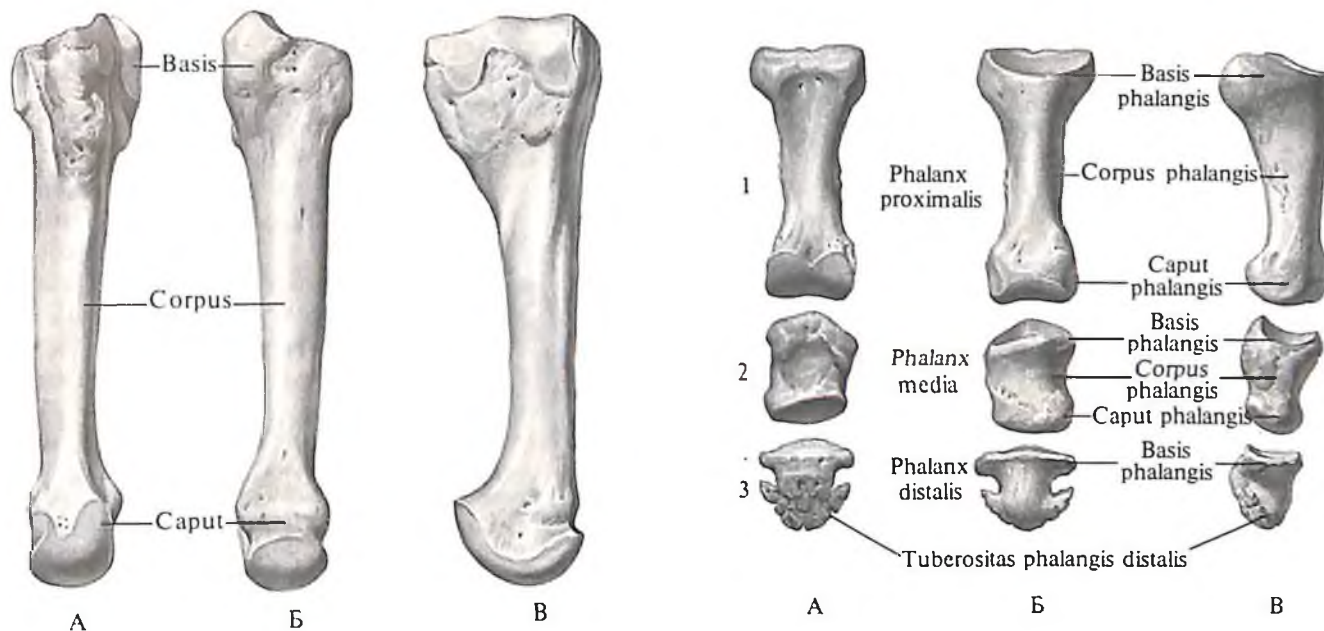 Basis
Corpus
Caput
А Б В
Basis
phalangis
1
Phalanx
proximalis
Corpus phalangis
Caput
phalangis
2
Phalanx
media
Basis
phalangis
Corpus
phalangis
Caput phalangis
3
Phalanx
distalis
Basis
phalangis
Tuberositas phalangis distalis
А Б В